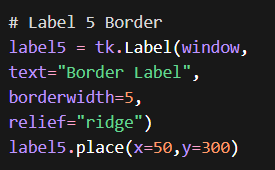 # Label 5 Border
label5 = tk.Label(window,
text="Border Label",
borderwidth=5,
relief="ridge")
label5.place(x=50,y=300)